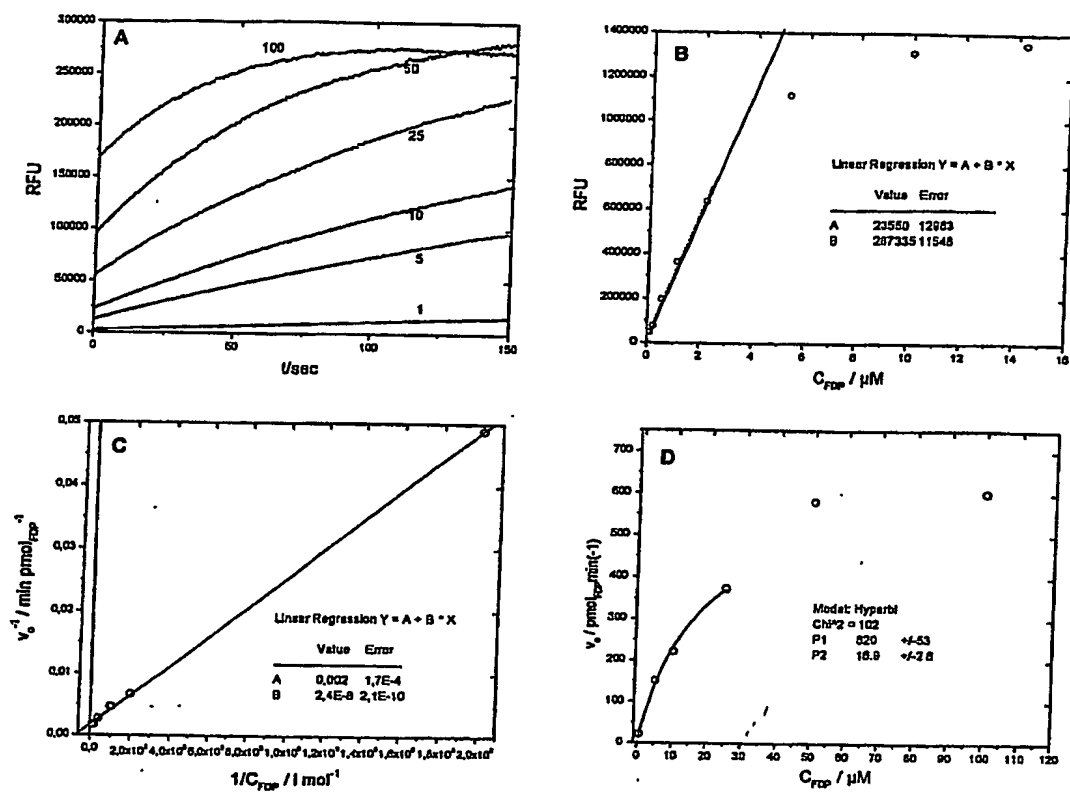 A
300000
250000
200000
150000
100000
50000
0
RFU
100
50
25
10
5
1
0
50
100
150
t/sec
B
1400000
1200000
1000000
800000
600000
400000
200000
0
RFU
Linear Regression Y = A + B * X
Value Error
A 23550 12983
B 287335 11548
0 2 4 6 8 10 12 14 16
C_FDP / µM
C
0,05
0,04
0,03
0,02
0,01
0,00
v_o^-1 / min pmol_FDP^-1
Linear Regression Y = A + B * X
Value Error
A 0,002 1,7E-4
B 2,4E-8 2,1E-10
0,0
1/C_FDP / l mol^-1
D
700
600
500
400
300
200
100
0
v_o / pmol_FDP min(-1)
Model: Hyperbl
Chi^2 = 102
P1 620 +/-53
P2 16.9 +/-2.6
0 10 20 30 40 50 60 70 80 90 100 110 120
C_FDP / µM